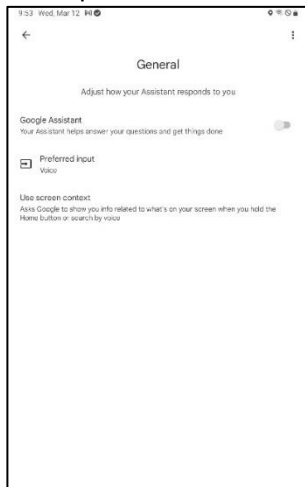 9:53 Wed, Mar 12
General
Adjust how your Assistant responds to you
Google Assistant
Your Assistant helps answer your questions and get things done
Preferred input
Voice
Use screen context
Asks Google to show you info related to what's on your screen when you hold the
Home button or search by voice